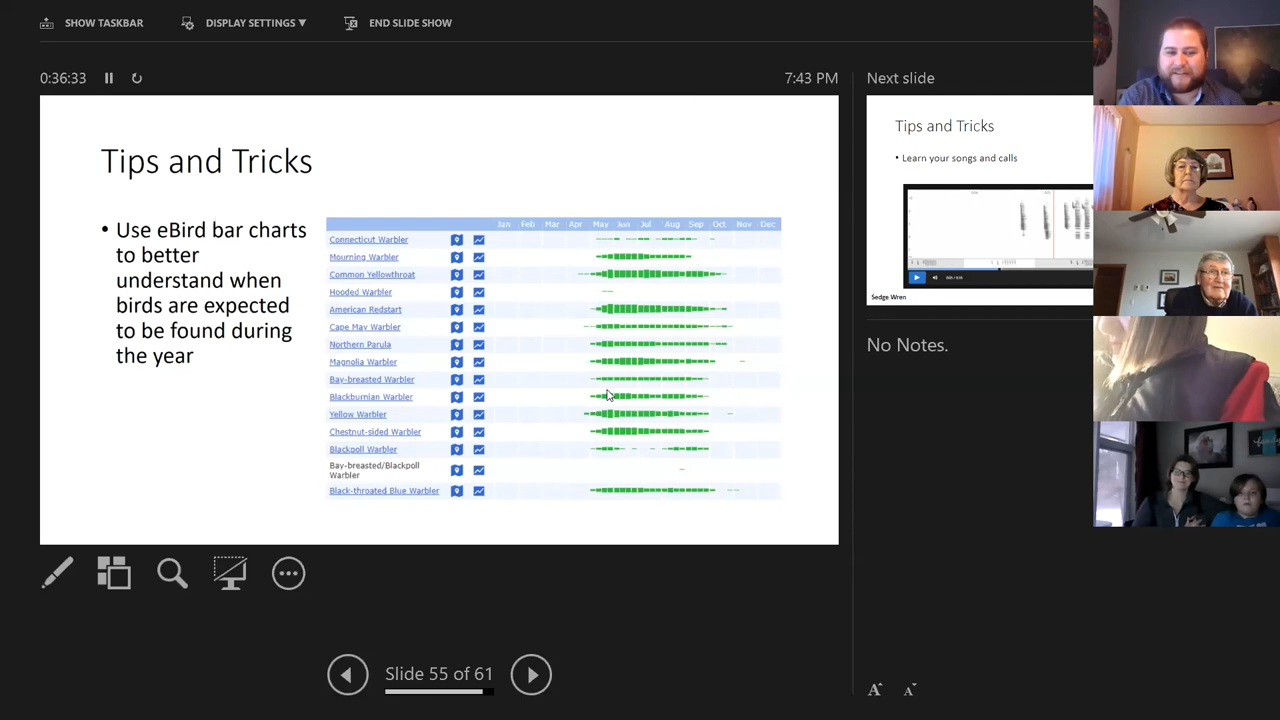 SHOW TASKBAR
DISPLAY SETTINGS ▼
END SLIDE SHOW
0:36:33
7:43 PM
Tips and Tricks
• Use eBird bar charts
to better
understand when
birds are expected
to be found during
the year
Jan Feb Mar Apr May Jun Jul Aug Sep Oct Nov Dec
Connecticut Warbler
Mourning Warbler
Common Yellowthroat
Hooded Warbler
American Redstart
Cape May Warbler
Northern Parula
Magnolia Warbler
Bay-breasted Warbler
Blackburnian Warbler
Yellow Warbler
Chestnut-sided Warbler
Blackpoll Warbler
Bay-breasted/Blackpoll
Warbler
Black-throated Blue Warbler
Slide 55 of 61
Next slide
Tips and Tricks
• Learn your songs and calls
Sedge Wren
No Notes.
A A